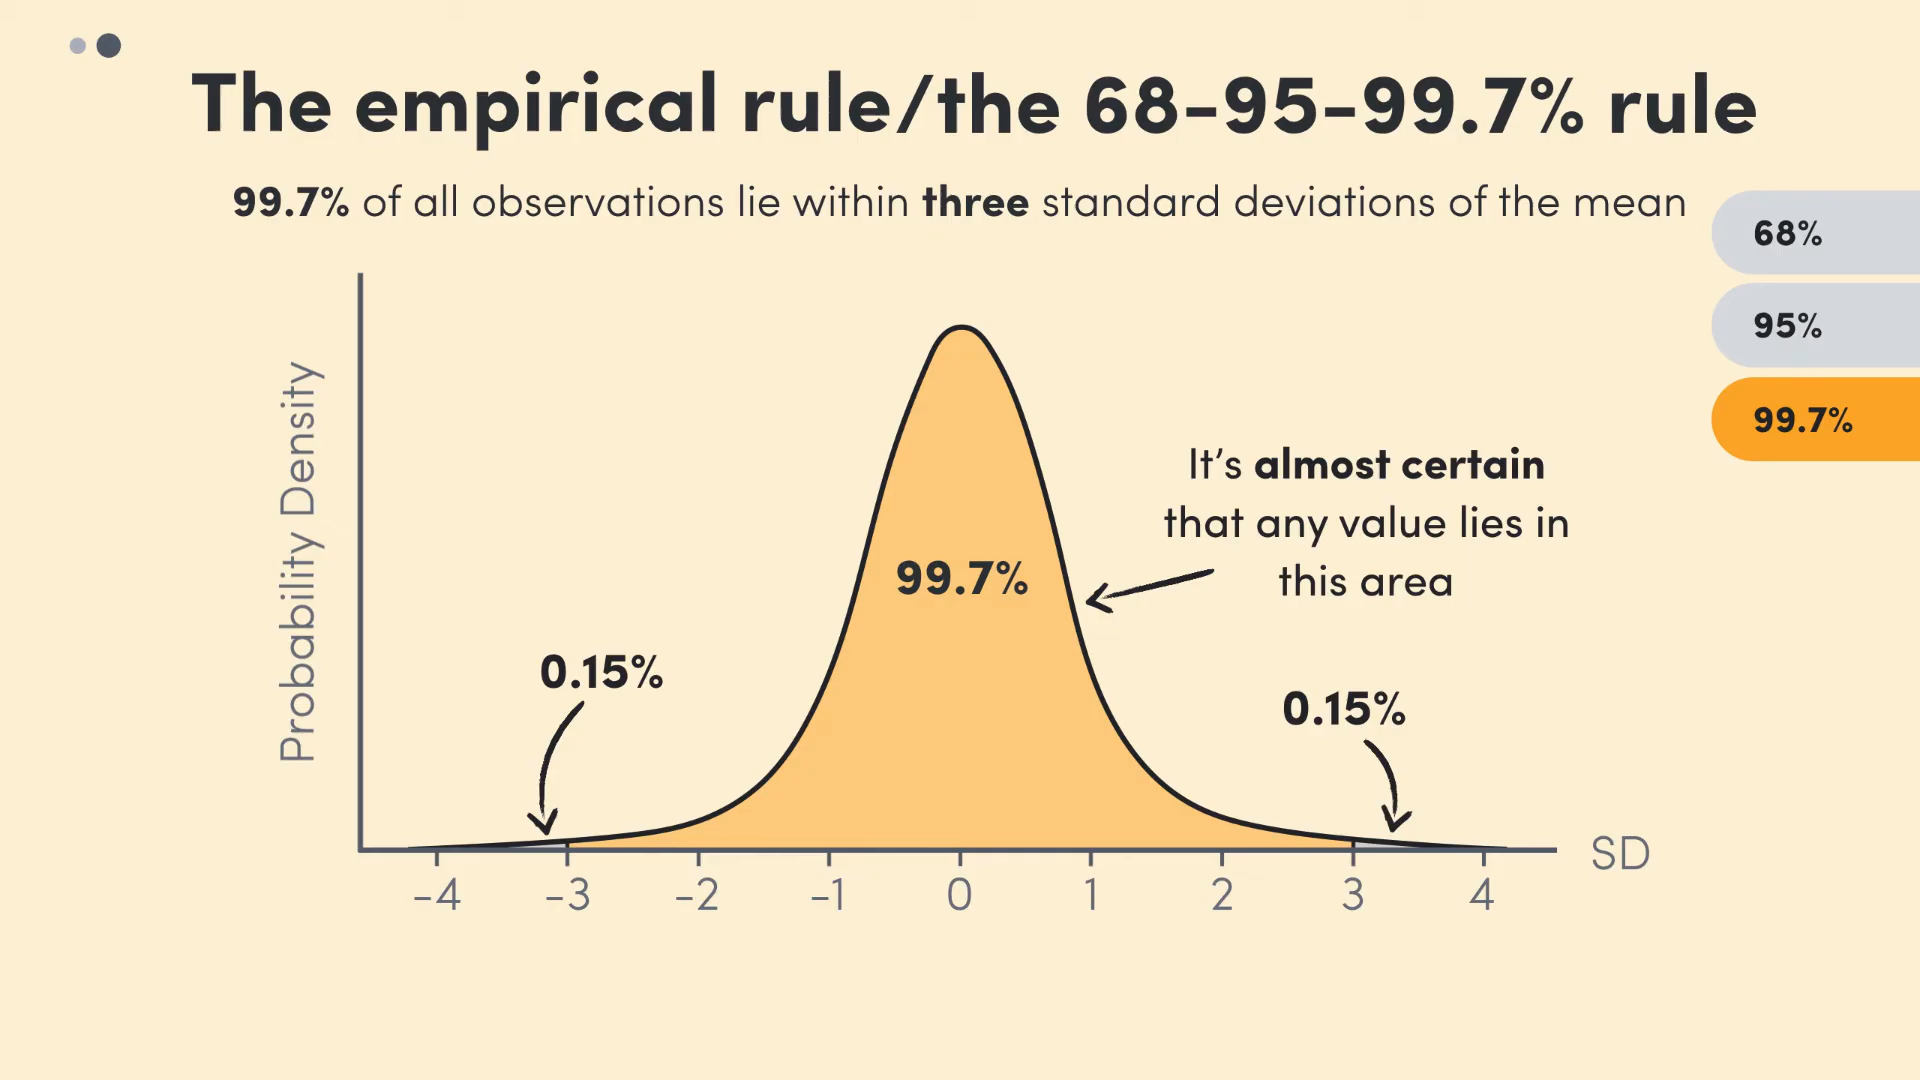 The empirical rule/the 68-95-99.7% rule
99.7% of all observations lie within three standard deviations of the mean
68%
95%
99.7%
Probability Density
It's almost certain
that any value lies in
this area
99.7%
0.15%
0.15%
SD
-4 -3 -2 -1 0 1 2 3 4